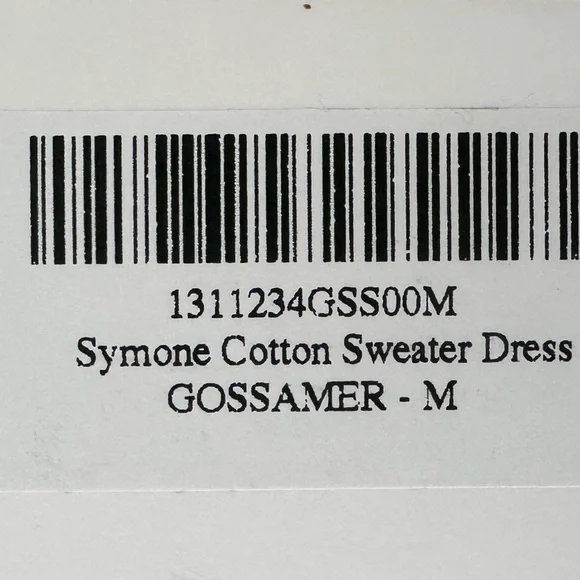 1311234GSS00M
Symone Cotton Sweater Dress
GOSSAMER - M